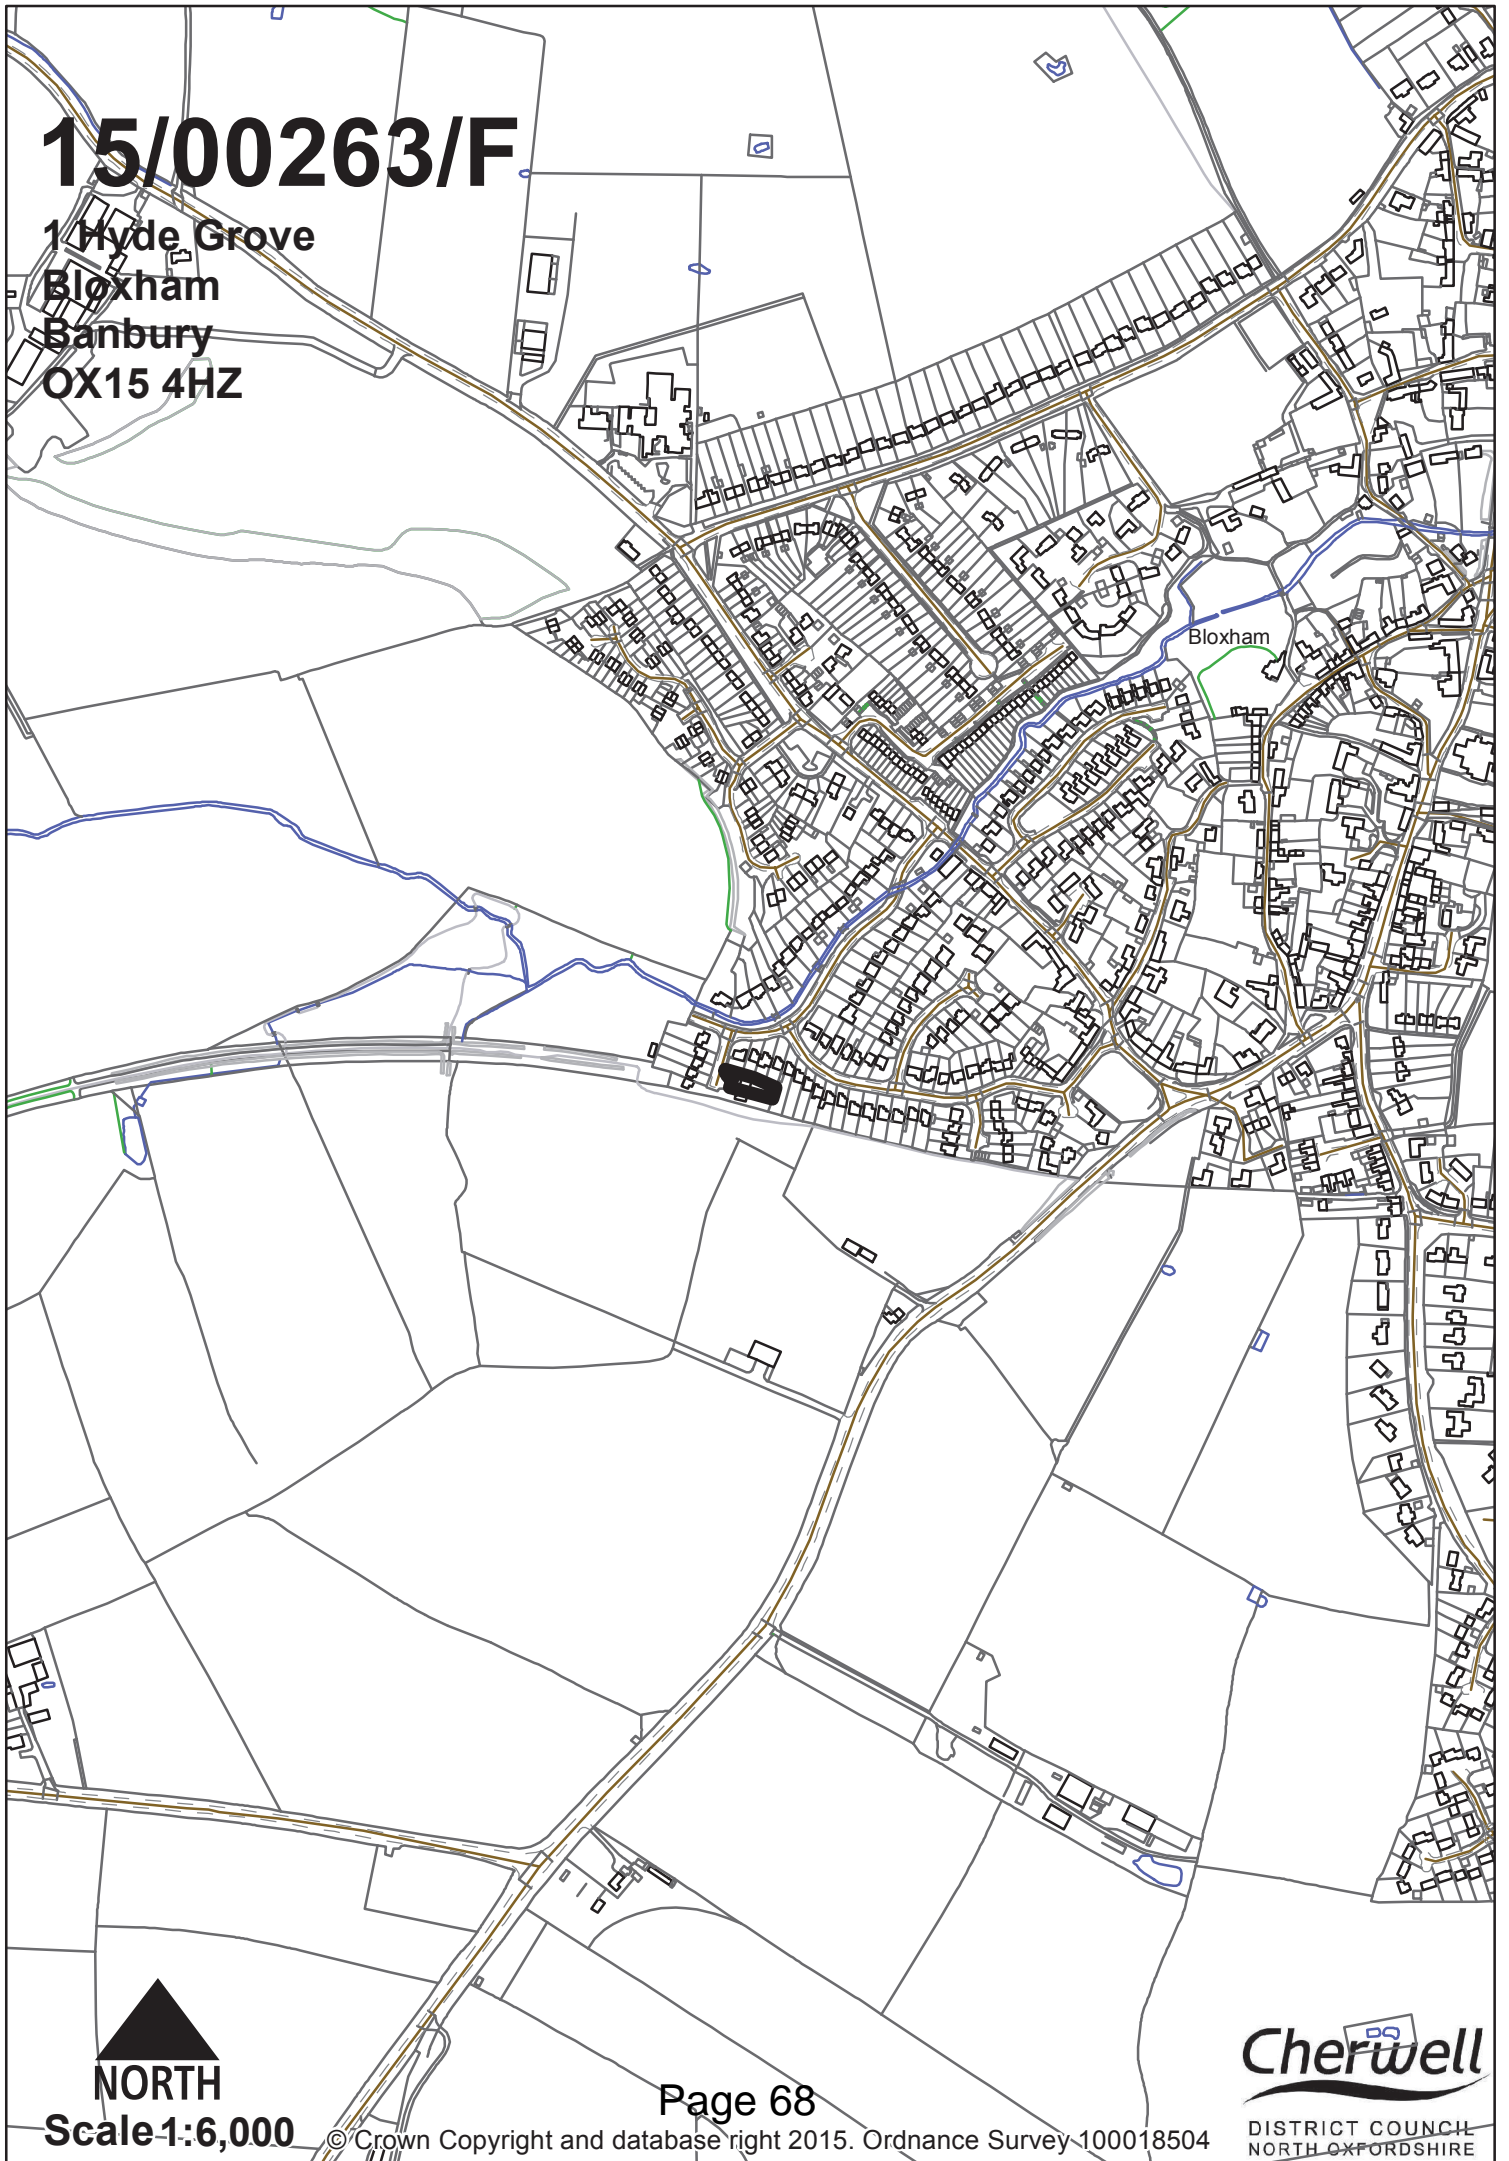 15/00263/F
1 Hyde Grove
Bloxham
Banbury
OX15 4HZ
Bloxham
NORTH
Scale 1:6,000
Page 68
© Crown Copyright and database right 2015. Ordnance Survey 100018504
Cherwell
DISTRICT COUNCIL
NORTH OXFORDSHIRE